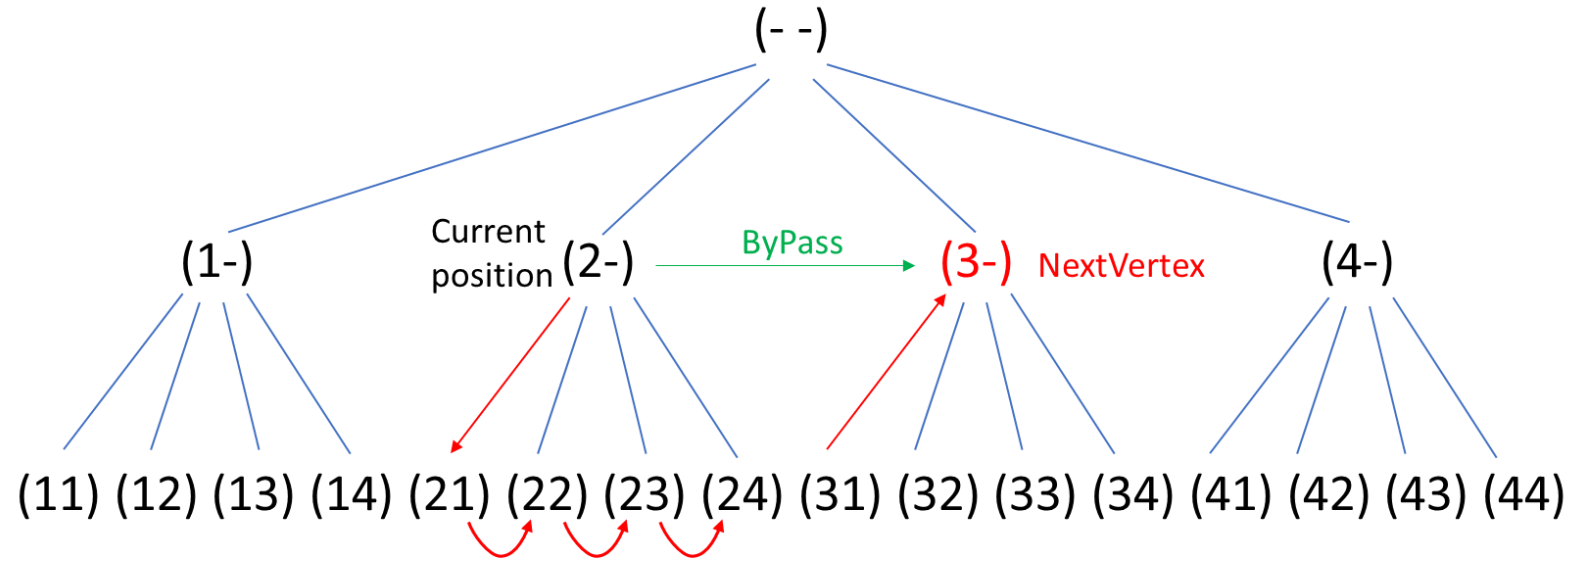 (- -)
Current
position
(1-) (2-) ByPass (3-) NextVertex (4-)
(11) (12) (13) (14) (21) (22) (23) (24) (31) (32) (33) (34) (41) (42) (43) (44)